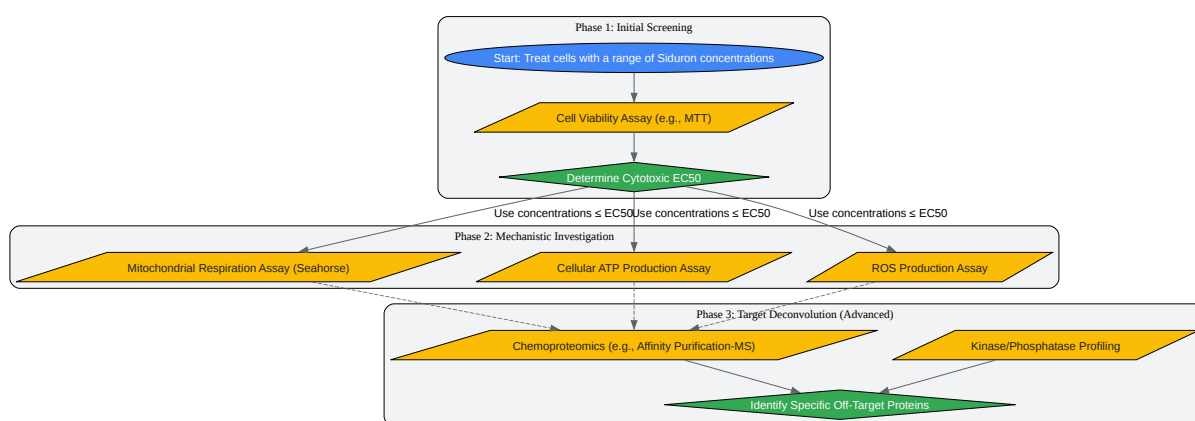 Phase 1: Initial Screening
Start: Treat cells with a range of Siduron concentrations
Cell Viability Assay (e.g., MTT)
Determine Cytotoxic EC50
Use concentrations ≤ EC50
Use concentrations ≤ EC50
Use concentrations ≤ EC50
Phase 2: Mechanistic Investigation
Mitochondrial Respiration Assay (Seahorse)
Cellular ATP Production Assay
ROS Production Assay
Phase 3: Target Deconvolution (Advanced)
Chemoproteomics (e.g., Affinity Purification-MS)
Kinase/Phosphatase Profiling
Identify Specific Off-Target Proteins